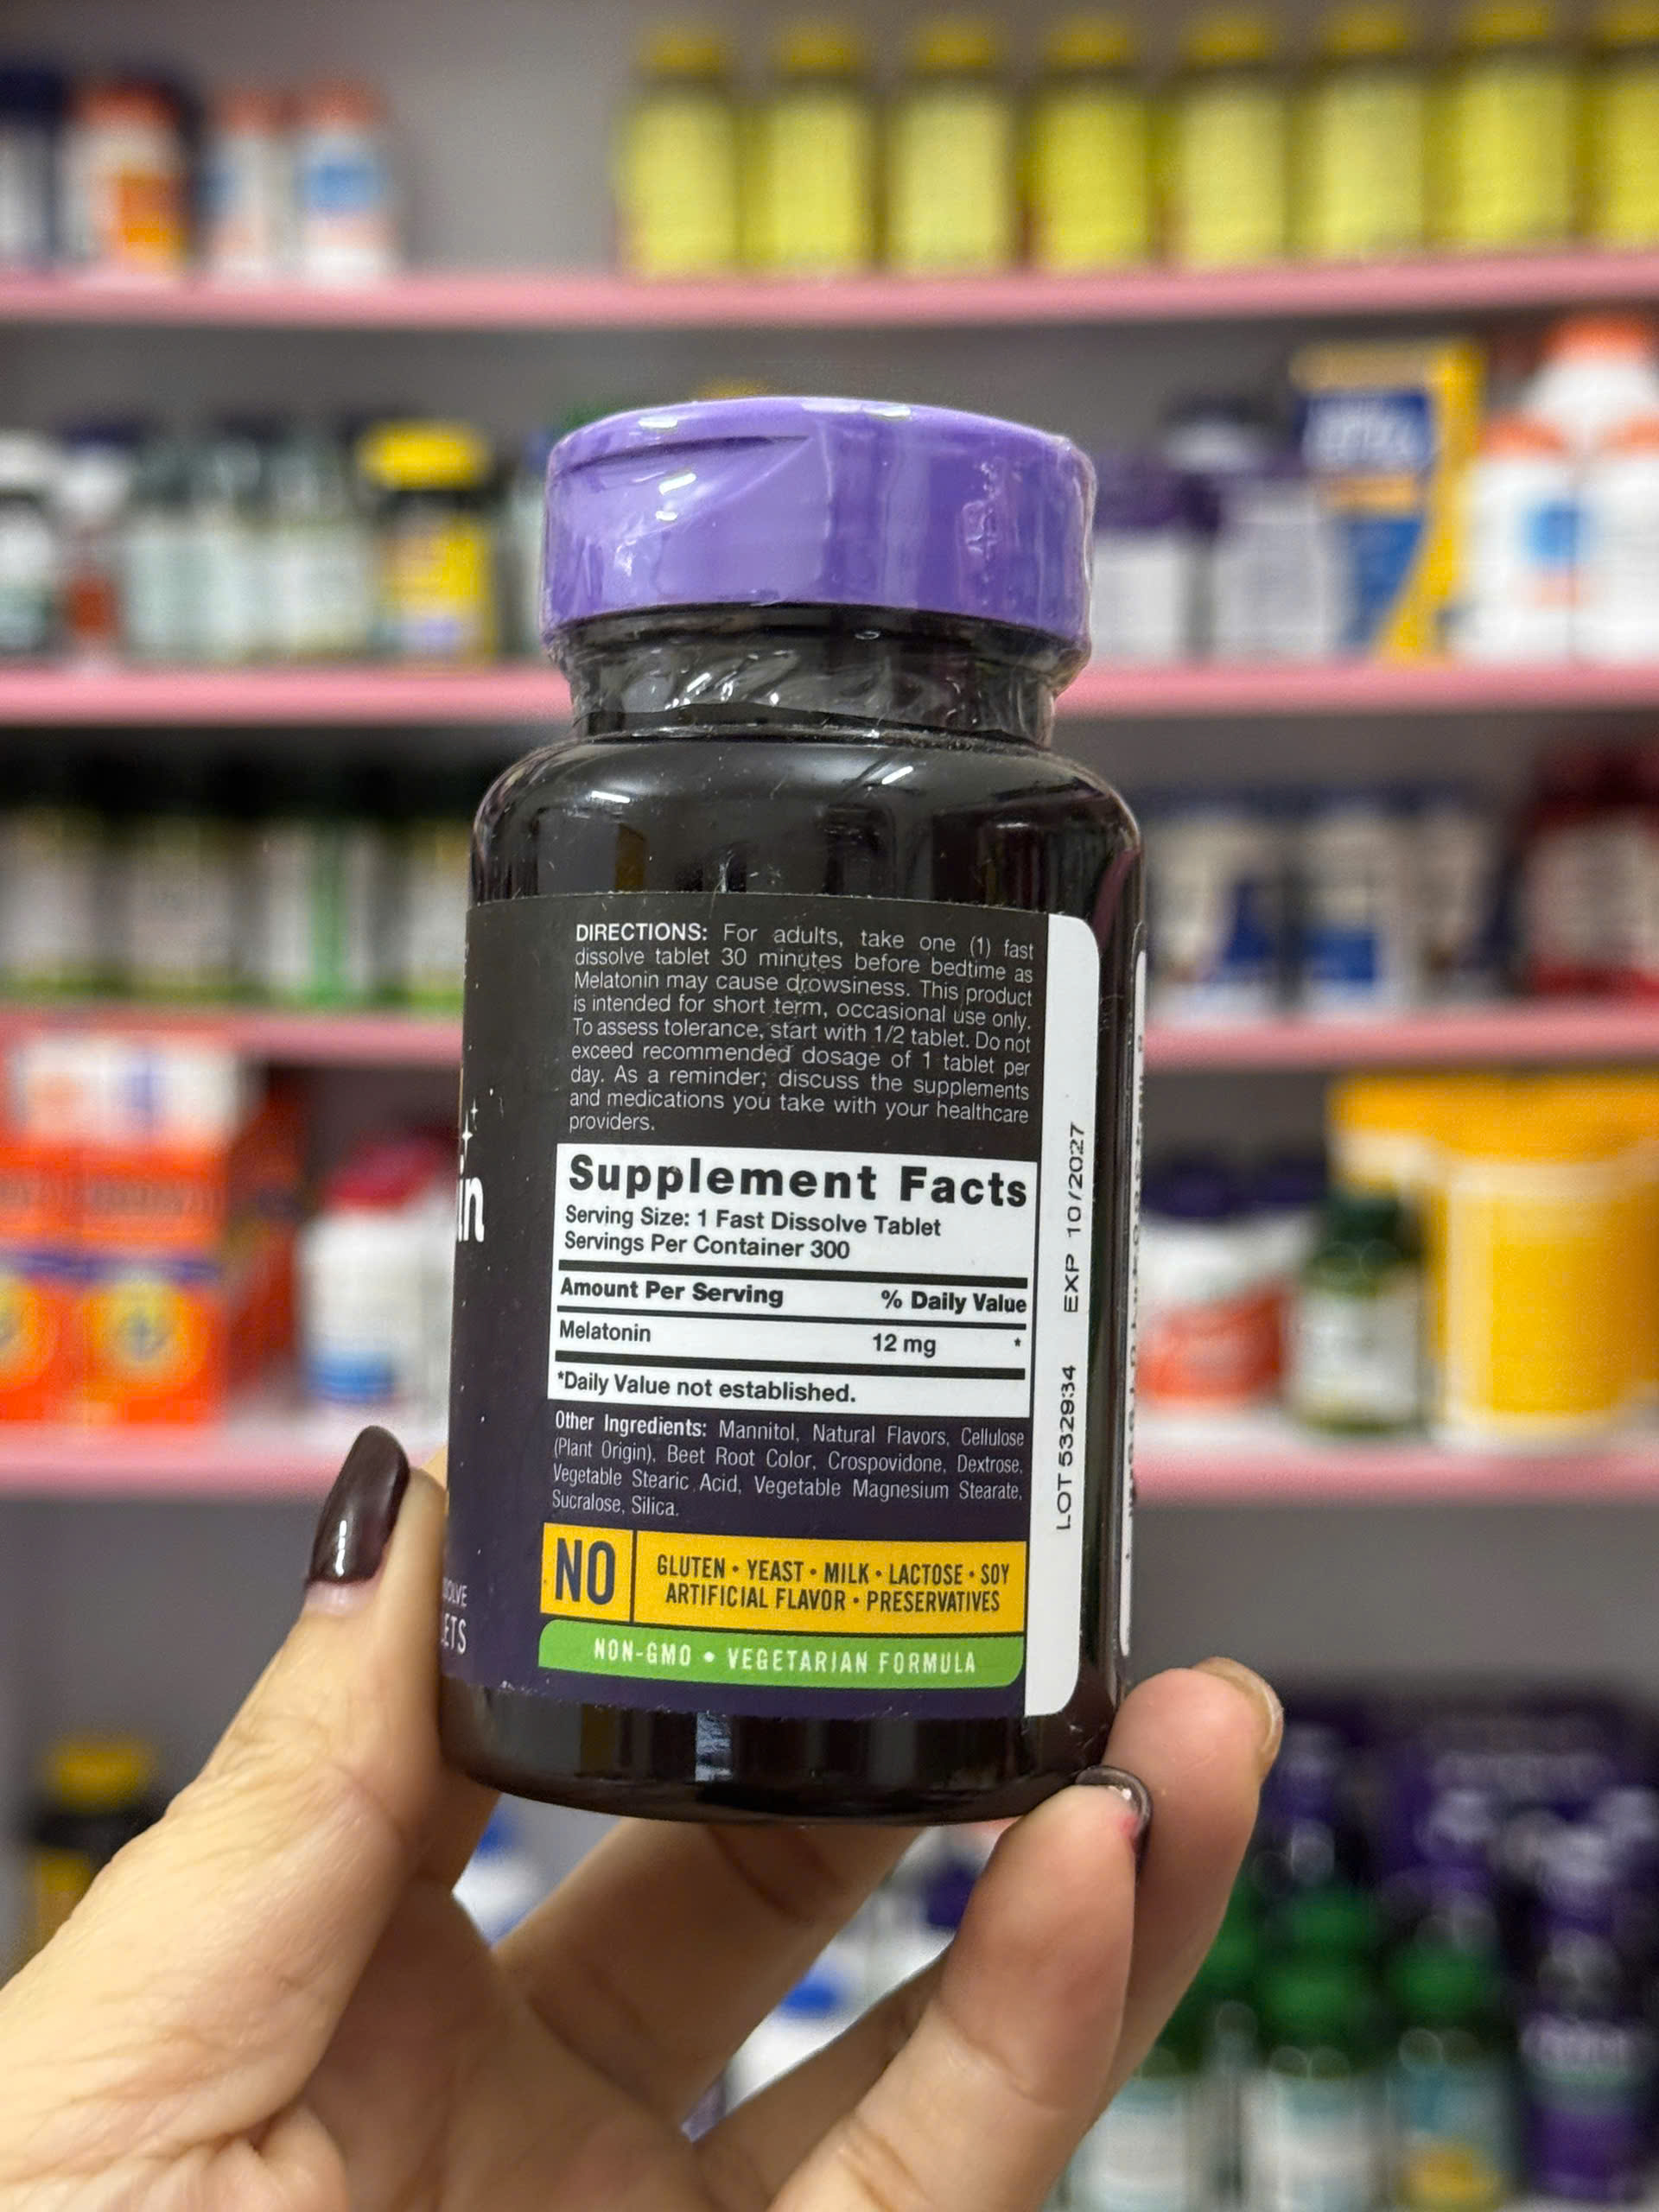 DIRECTIONS: For adults, take one (1) fast
dissolve tablet 30 minutes before bedtime as
Melatonin may cause drowsiness. This product
is intended for short term, occasional use only.
To assess tolerance, start with 1/2 tablet. Do not
exceed recommended dosage of 1 tablet per
day. As a reminder, discuss the supplements
and medications you take with your healthcare
providers.
Supplement Facts
Serving Size: 1 Fast Dissolve Tablet
Servings Per Container 300
Amount Per Serving % Daily Value
Melatonin 12 mg *
*Daily Value not established.
Other Ingredients: Mannitol, Natural Flavors, Cellulose
(Plant Origin), Beet Root Color, Crospovidone, Dextrose,
Vegetable Stearic Acid, Vegetable Magnesium Stearate,
Sucralose, Silica.
NO
GLUTEN • YEAST • MILK • LACTOSE • SOY
ARTIFICIAL FLAVOR • PRESERVATIVES
NON-GMO • VEGETARIAN FORMULA
LOT 532934 EXP 10/2027
in
OLVE
ETS